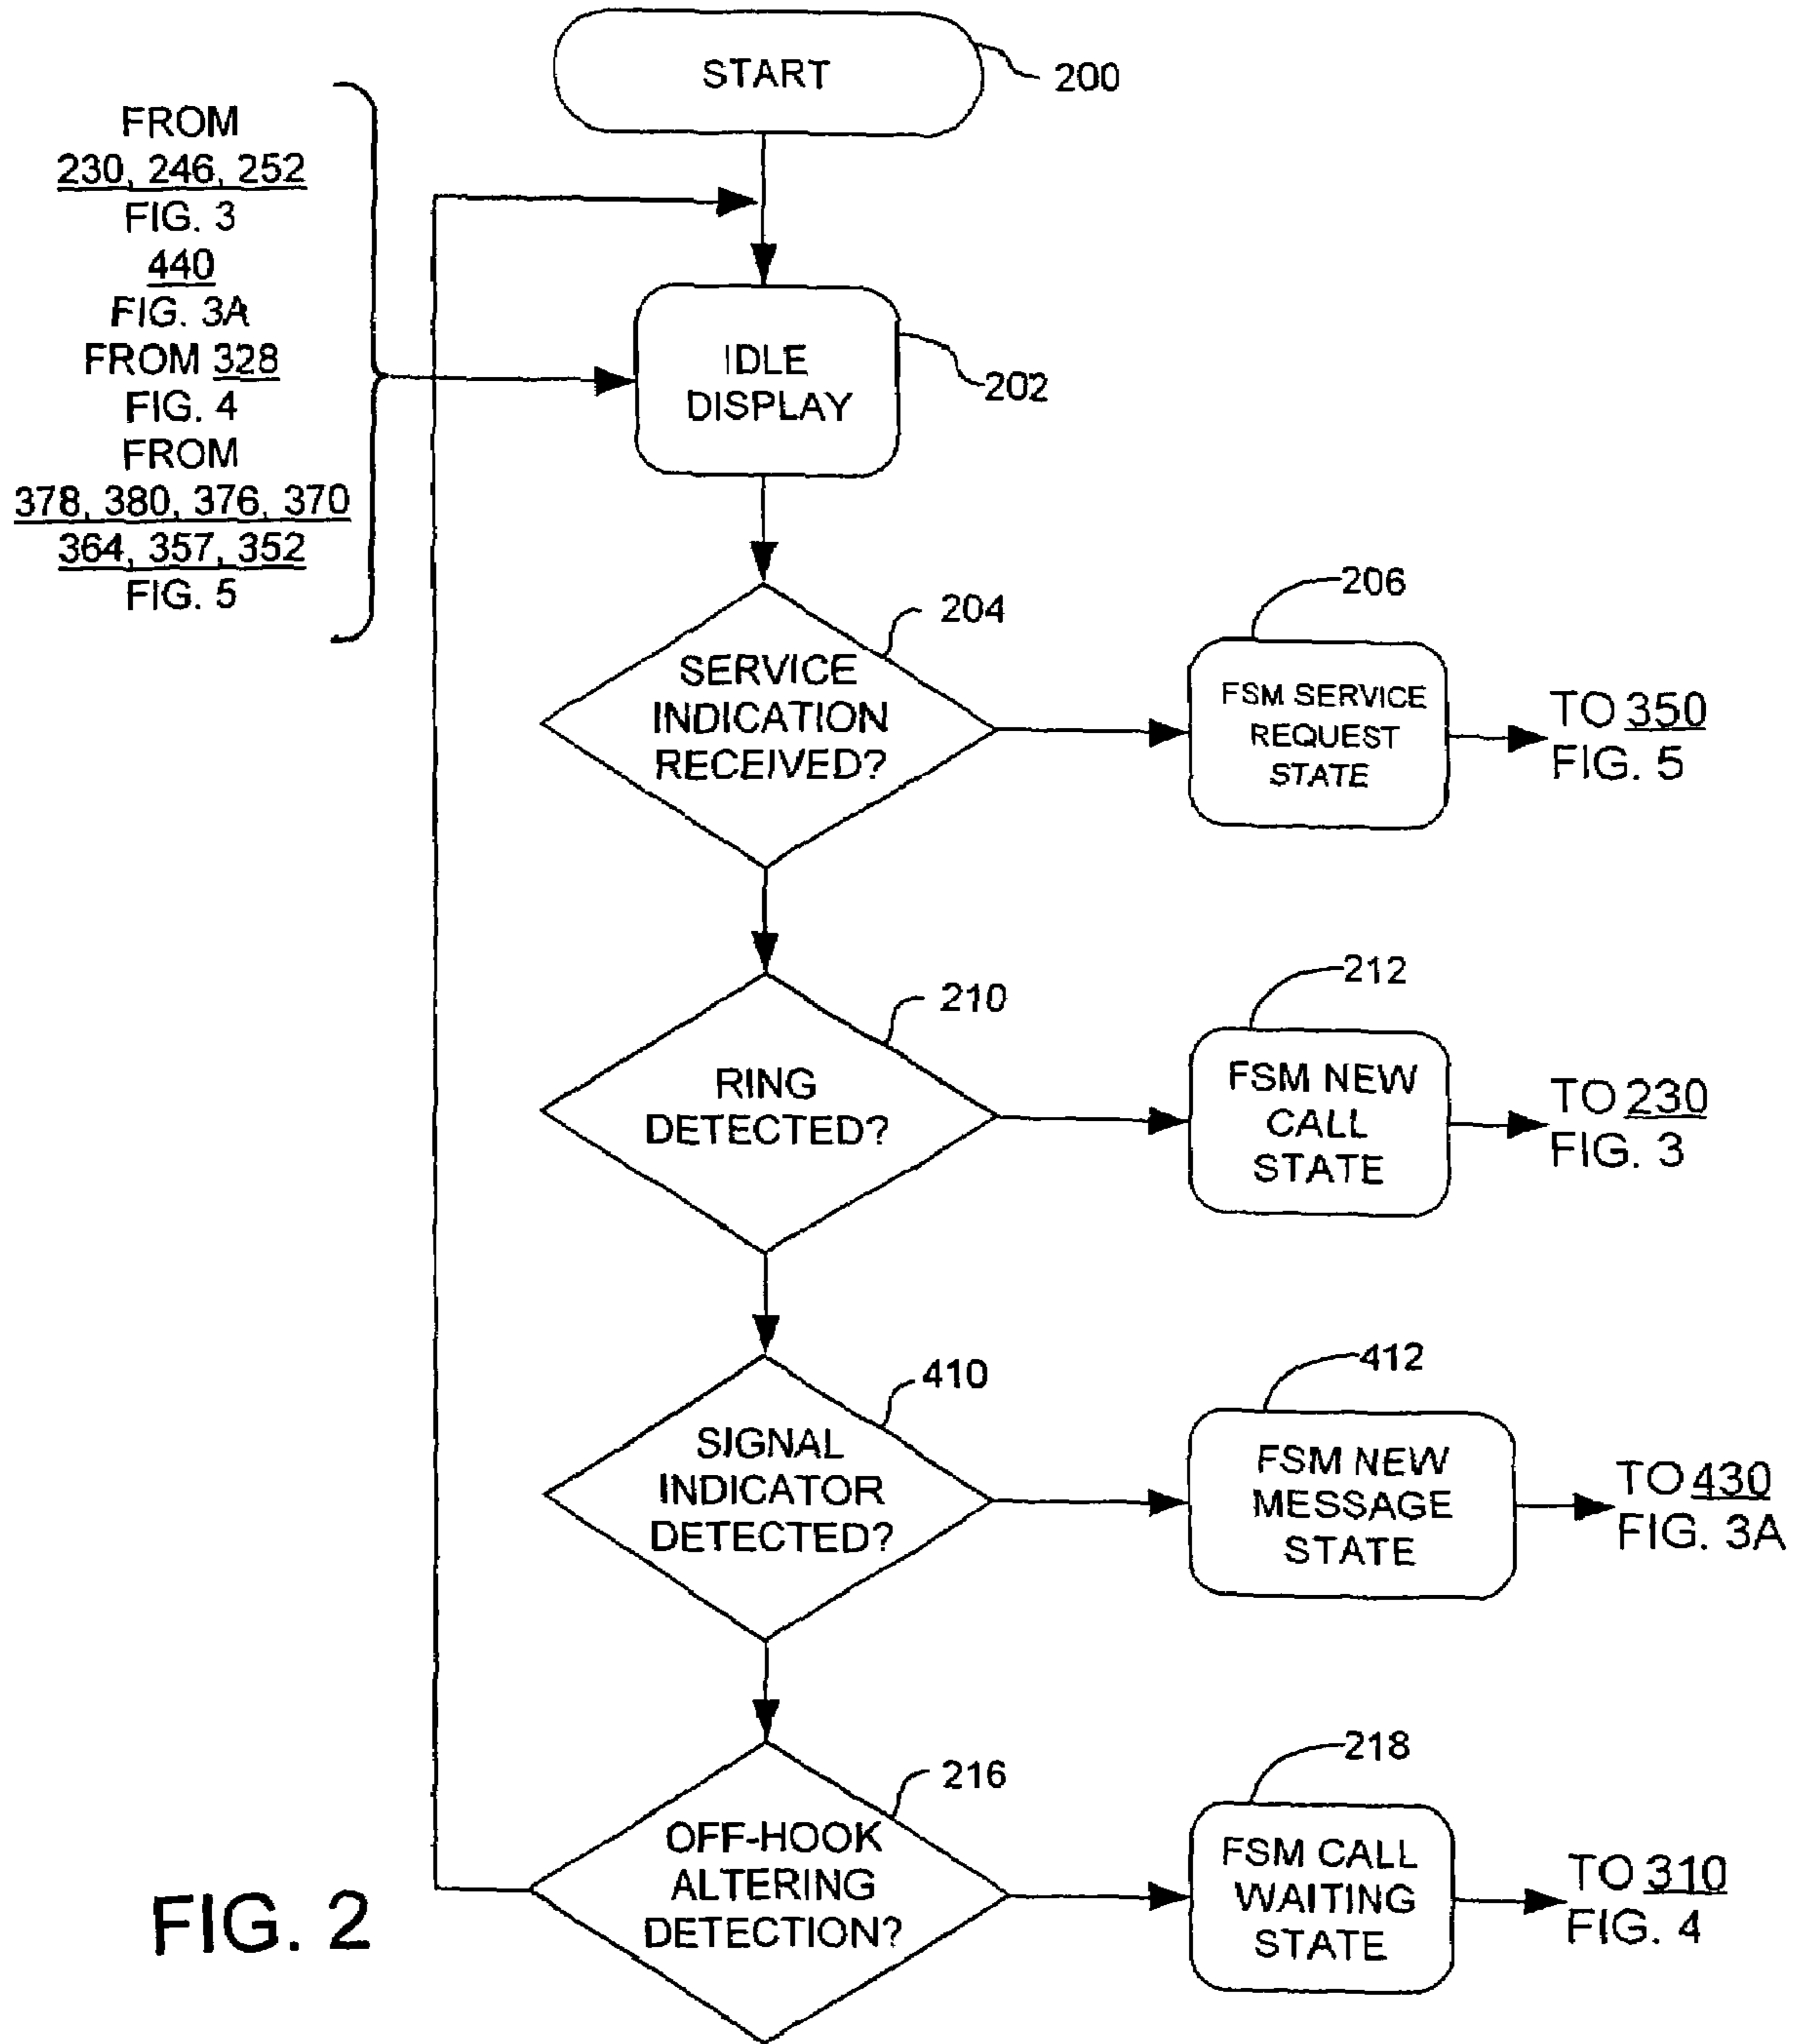 START
200
FROM
230, 246, 252
FIG. 3
440
FIG. 3A
FROM 328
FIG. 4
FROM
378, 380, 376, 370
364, 357, 352
FIG. 5
IDLE
DISPLAY
202
SERVICE
INDICATION
RECEIVED?
204
FSM SERVICE
REQUEST
STATE
206
TO 350
FIG. 5
RING
DETECTED?
210
FSM NEW
CALL
STATE
212
TO 230
FIG. 3
SIGNAL
INDICATOR
DETECTED?
410
FSM NEW
MESSAGE
STATE
412
TO 430
FIG. 3A
OFF-HOOK
ALTERING
DETECTION?
216
FSM CALL
WAITING
STATE
218
TO 310
FIG. 4
FIG. 2